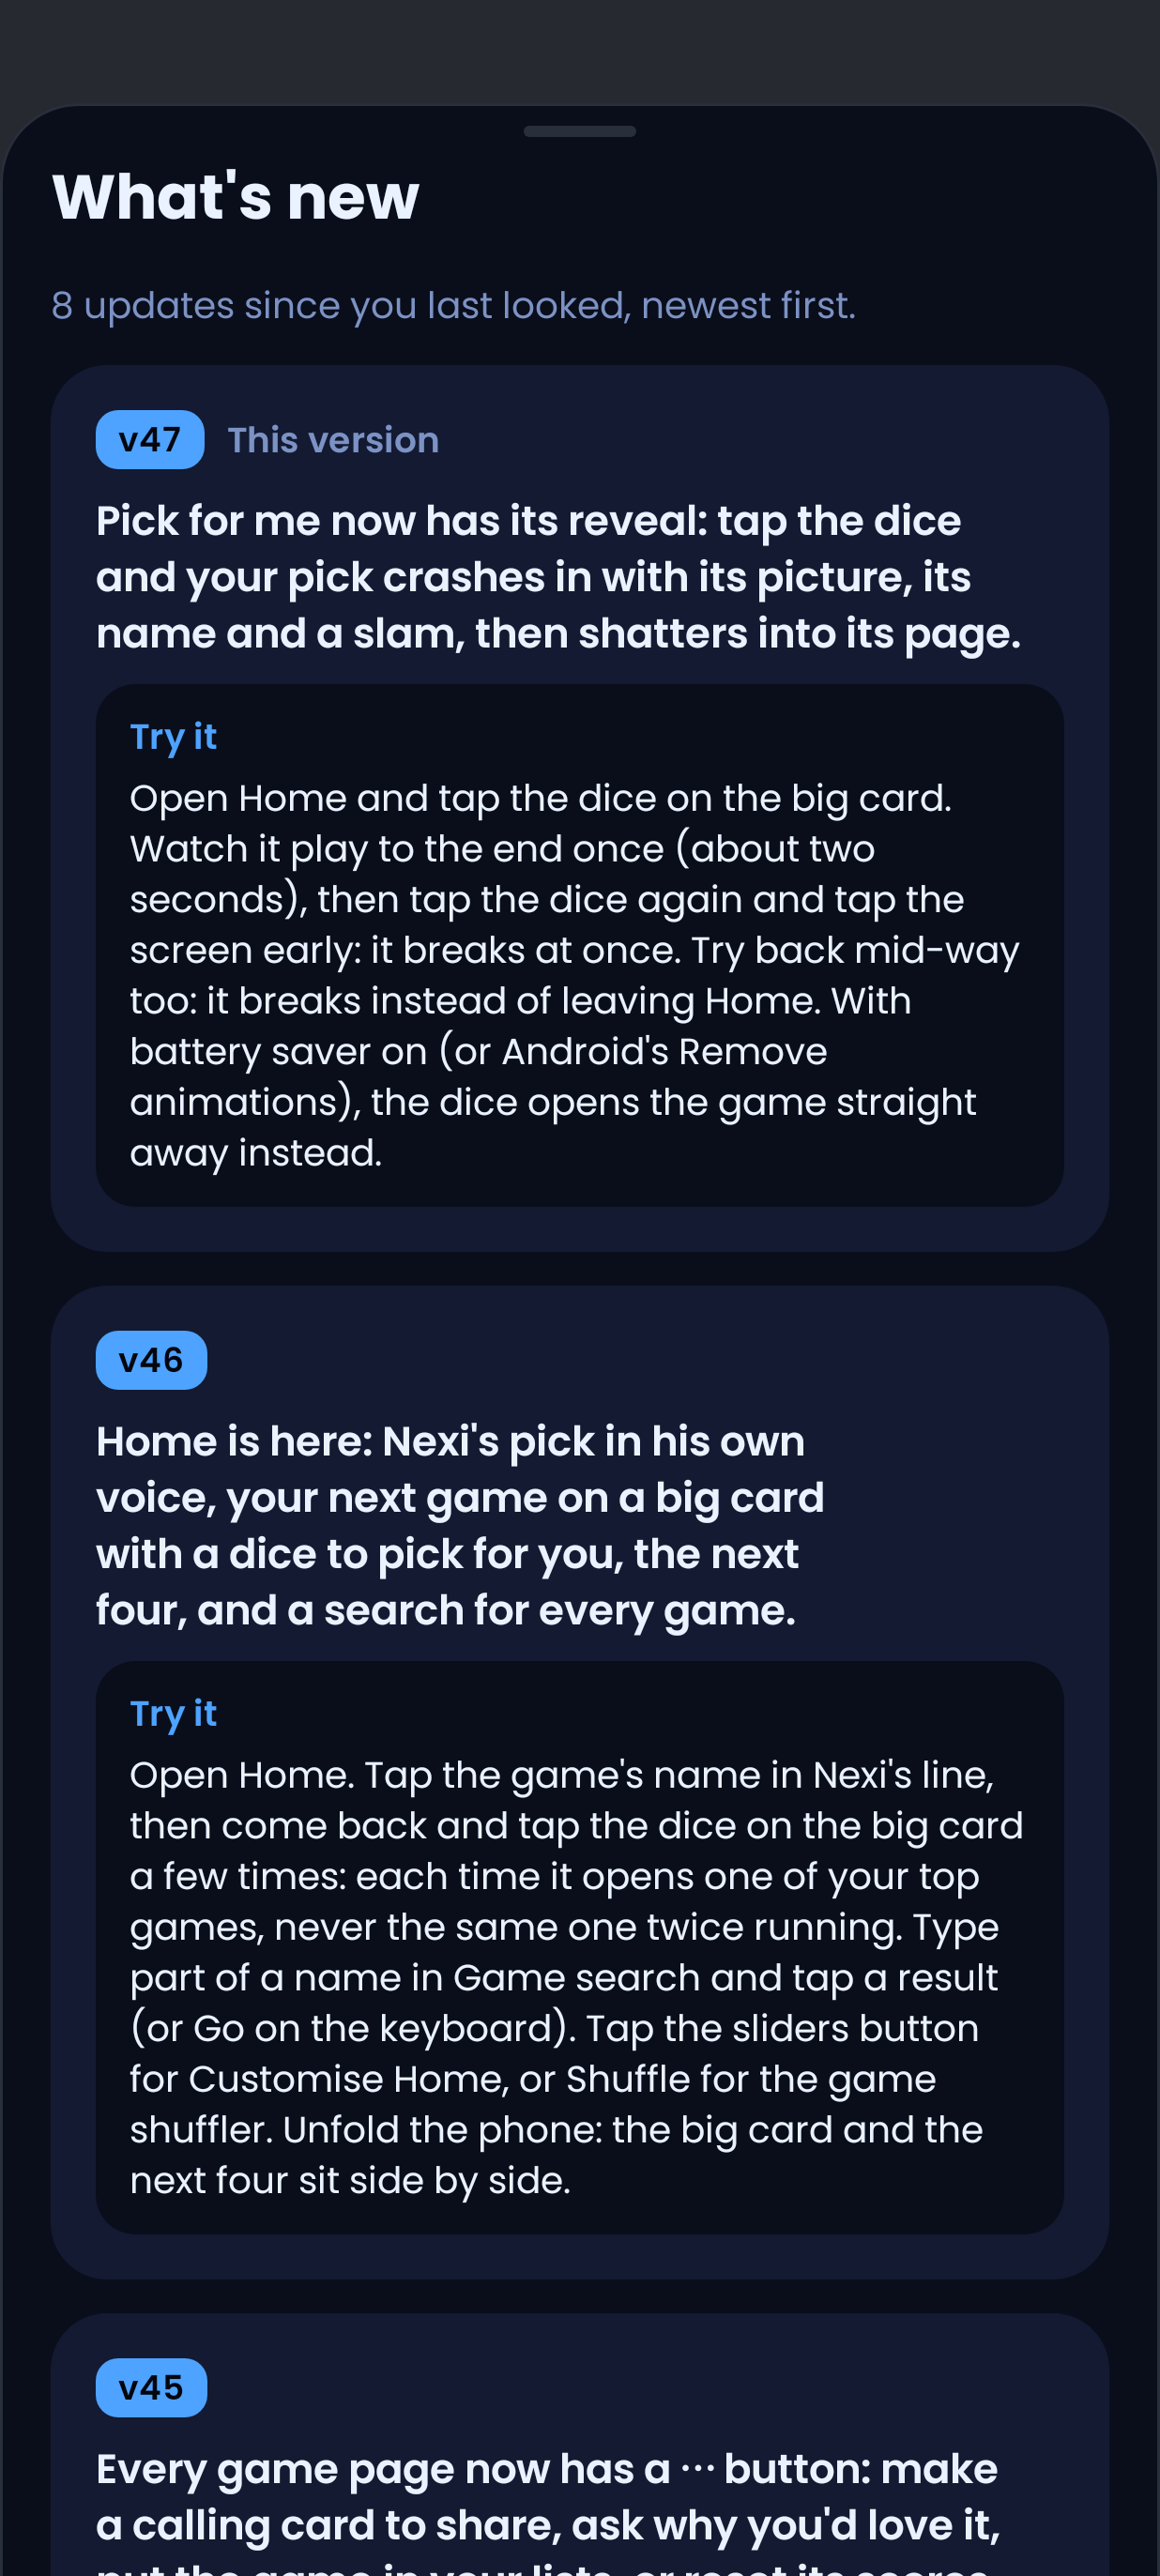 What's new
8 updates since you last looked, newest first.
v47 This version
Pick for me now has its reveal: tap the dice
and your pick crashes in with its picture, its
name and a slam, then shatters into its page.
Try it
Open Home and tap the dice on the big card.
Watch it play to the end once (about two
seconds), then tap the dice again and tap the
screen early: it breaks at once. Try back mid-way
too: it breaks instead of leaving Home. With
battery saver on (or Android's Remove
animations), the dice opens the game straight
away instead.
v46
Home is here: Nexi's pick in his own
voice, your next game on a big card
with a dice to pick for you, the next
four, and a search for every game.
Try it
Open Home. Tap the game's name in Nexi's line,
then come back and tap the dice on the big card
a few times: each time it opens one of your top
games, never the same one twice running. Type
part of a name in Game search and tap a result
(or Go on the keyboard). Tap the sliders button
for Customise Home, or Shuffle for the game
shuffler. Unfold the phone: the big card and the
next four sit side by side.
v45
Every game page now has a ··· button: make
a calling card to share, ask why you'd love it,
put the game in your lists, or reset its scores